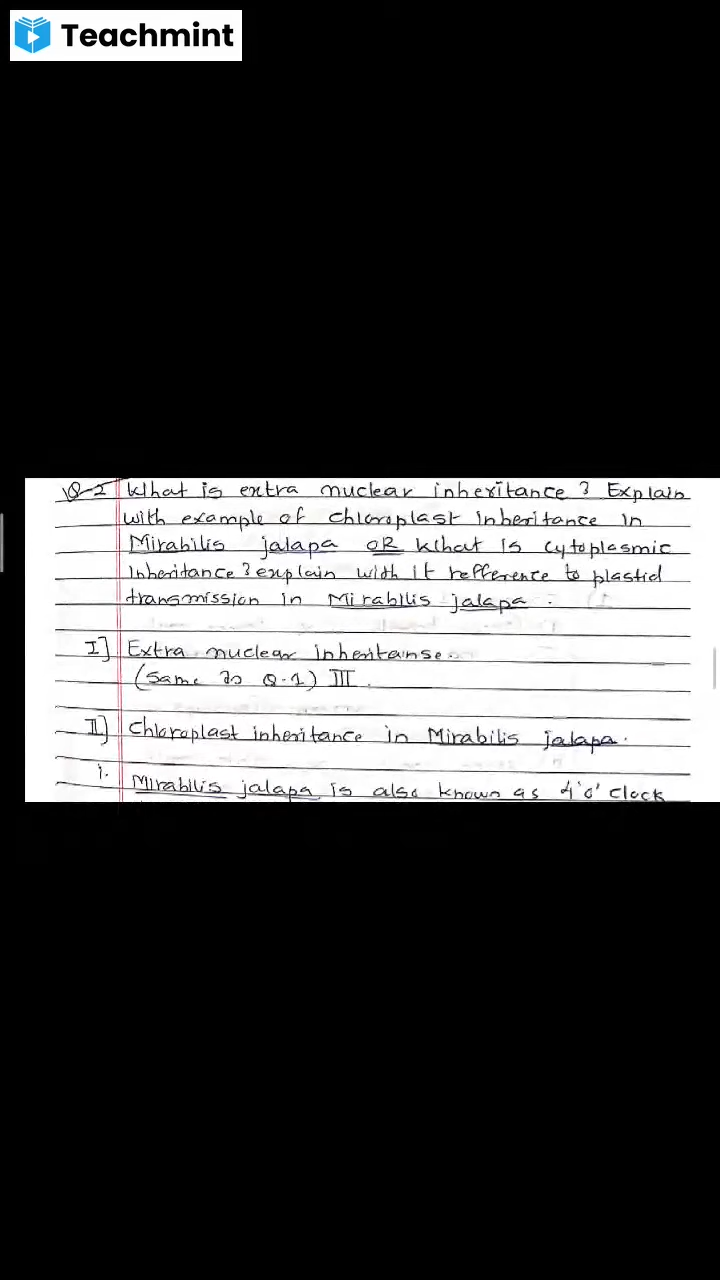 Teachmint
Q-2 What is extra nuclear inheritance ? Explain
with example of chloroplast Inheritance in
Mirabilis jalapa OR What is cytoplasmic
Inheritance ? explain with it refference to plastid
transmission in Mirabilis jalapa .
I] Extra nuclear inheritanse.
(Same as Q.1) III
II] Chloroplast inheritance in Mirabilis jalapa.
i. Mirabilis jalapa is also known as 4'o' clock